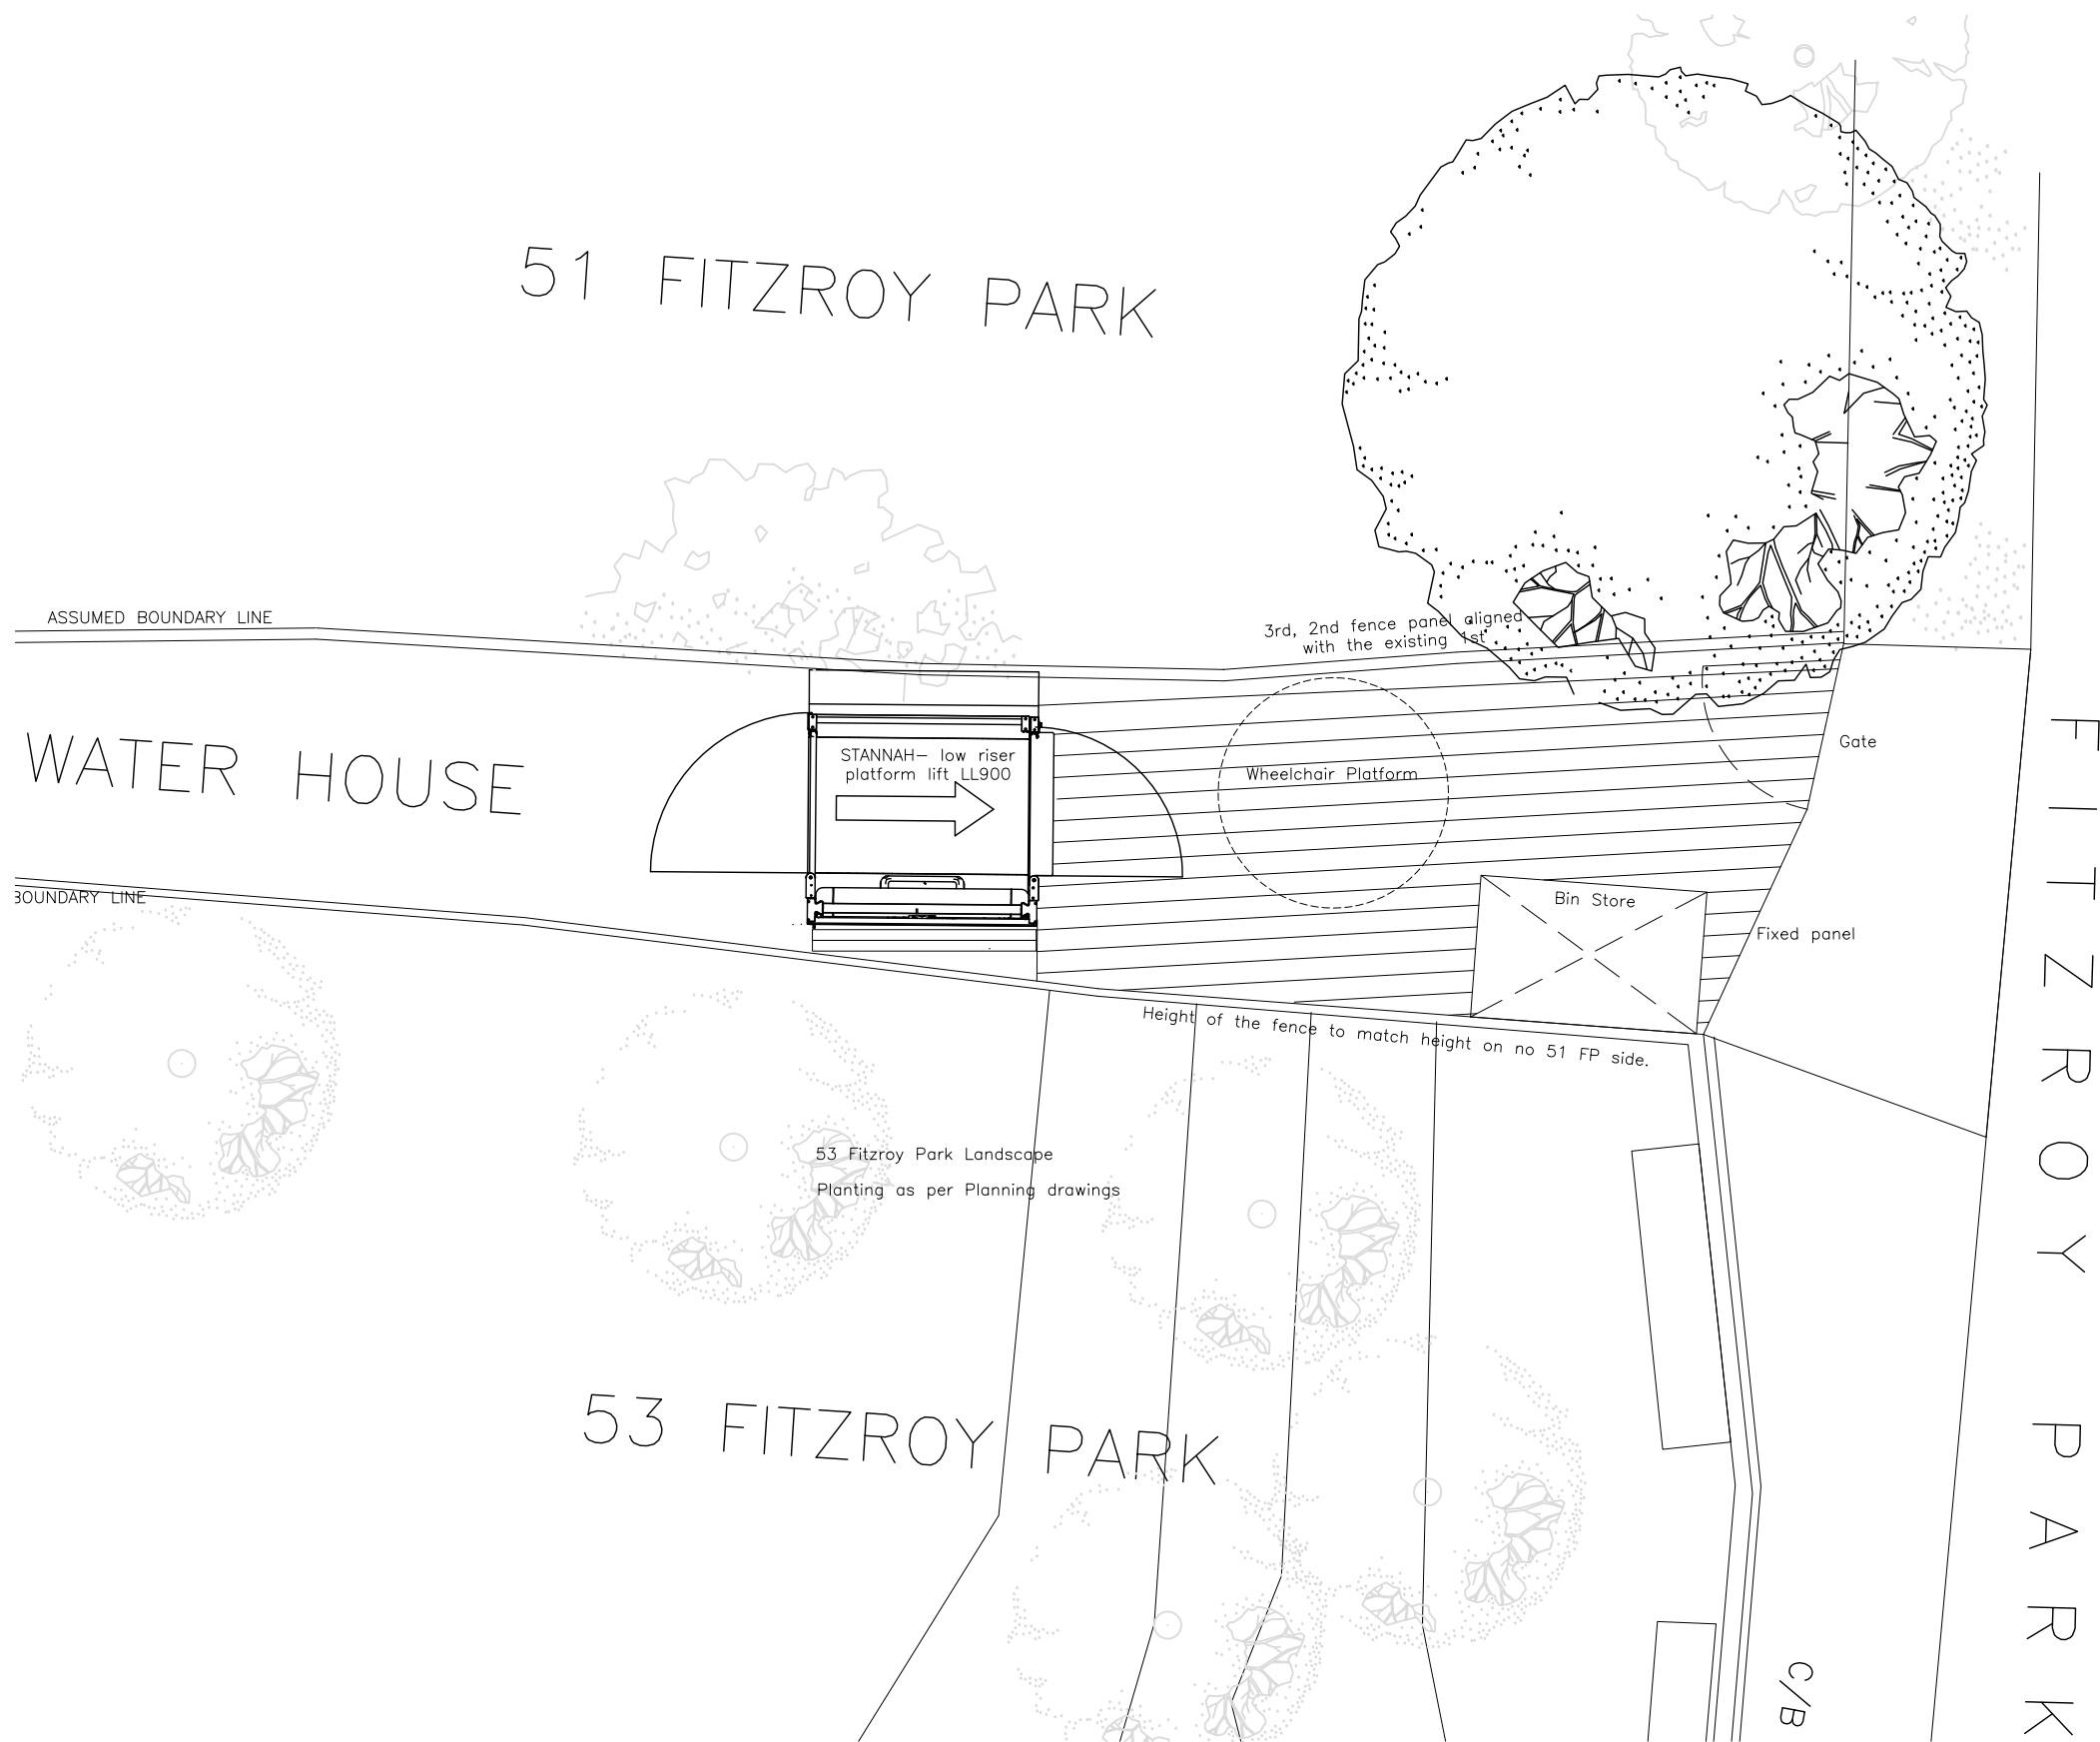 51 FITZROY PARK
ASSUMED BOUNDARY LINE
3rd, 2nd fence panel aligned
with the existing 1st
WATER HOUSE
STANNAH- low riser
platform lift LL900
Wheelchair Platform
Gate
BOUNDARY LINE
Bin Store
Fixed panel
Height of the fence to match height on no 51 FP side.
53 Fitzroy Park Landscape
Planting as per Planning drawings
53 FITZROY PARK
FITZROY PARK
C/B